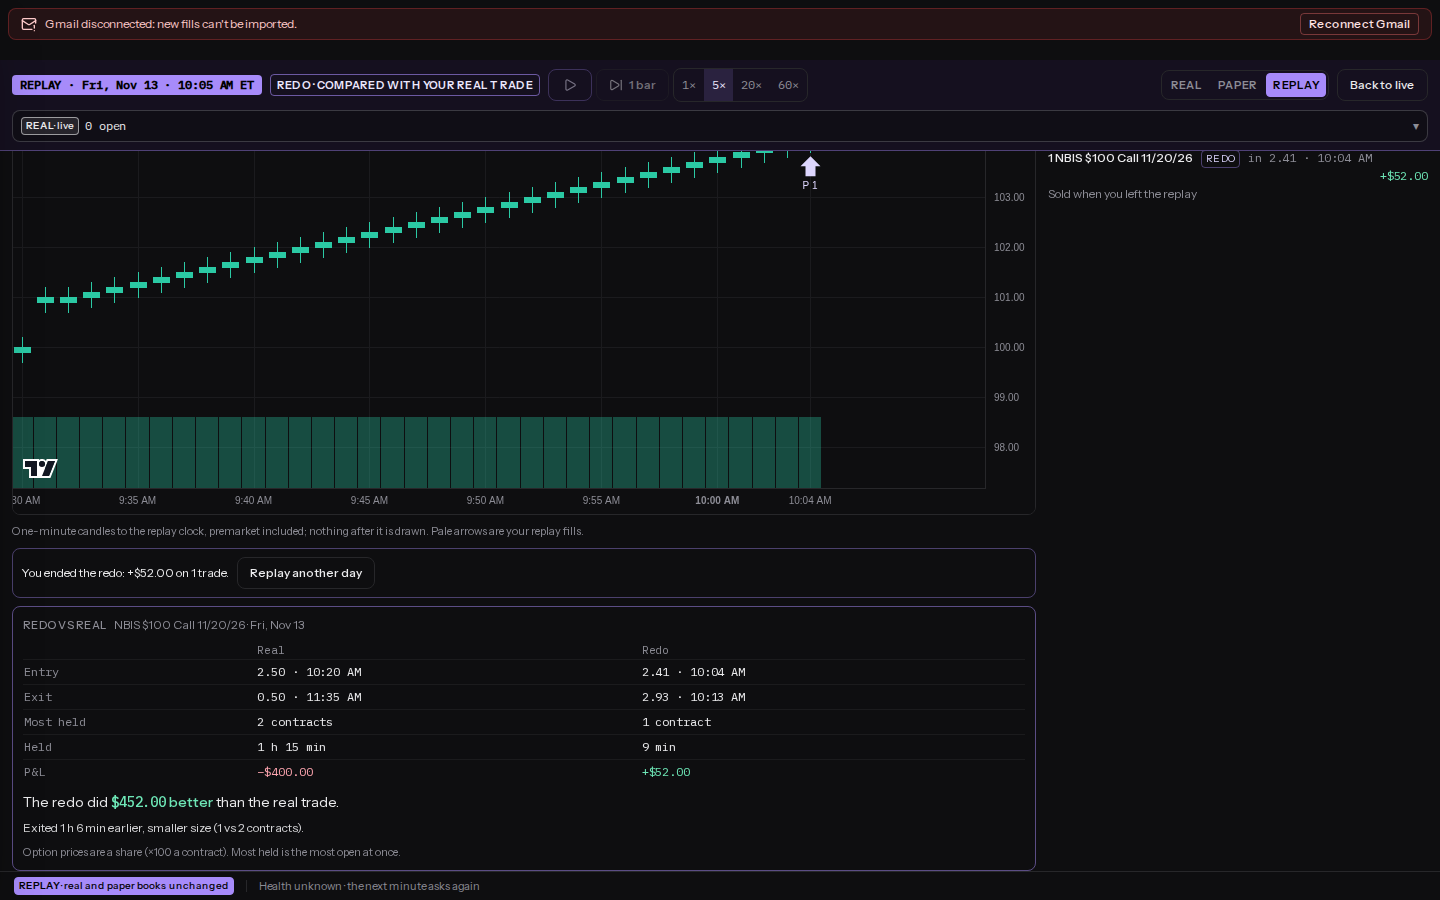 Gmail disconnected: new fills can't be imported.
Reconnect Gmail
REPLAY · Fri, Nov 13 · 10:05 AM ET
REDO · COMPARED WITH YOUR REAL TRADE
1 bar
1×
5×
20×
60×
REAL
PAPER
REPLAY
Back to live
REAL · live 0 open
1 NBIS $100 Call 11/20/26 REDO in 2.41 · 10:04 AM
+$52.00
Sold when you left the replay
P 1
103.00
102.00
101.00
100.00
99.00
98.00
:30 AM 9:35 AM 9:40 AM 9:45 AM 9:50 AM 9:55 AM 10:00 AM 10:04 AM
One-minute candles to the replay clock, premarket included; nothing after it is drawn. Pale arrows are your replay fills.
You ended the redo: +$52.00 on 1 trade.
Replay another day
REDO VS REAL NBIS $100 Call 11/20/26 · Fri, Nov 13
Real Redo
Entry 2.50 · 10:20 AM 2.41 · 10:04 AM
Exit 0.50 · 11:35 AM 2.93 · 10:13 AM
Most held 2 contracts 1 contract
Held 1 h 15 min 9 min
P&L −$400.00 +$52.00
The redo did $452.00 better than the real trade.
Exited 1 h 6 min earlier, smaller size (1 vs 2 contracts).
Option prices are a share (×100 a contract). Most held is the most open at once.
REPLAY · real and paper books unchanged
Health unknown · the next minute asks again